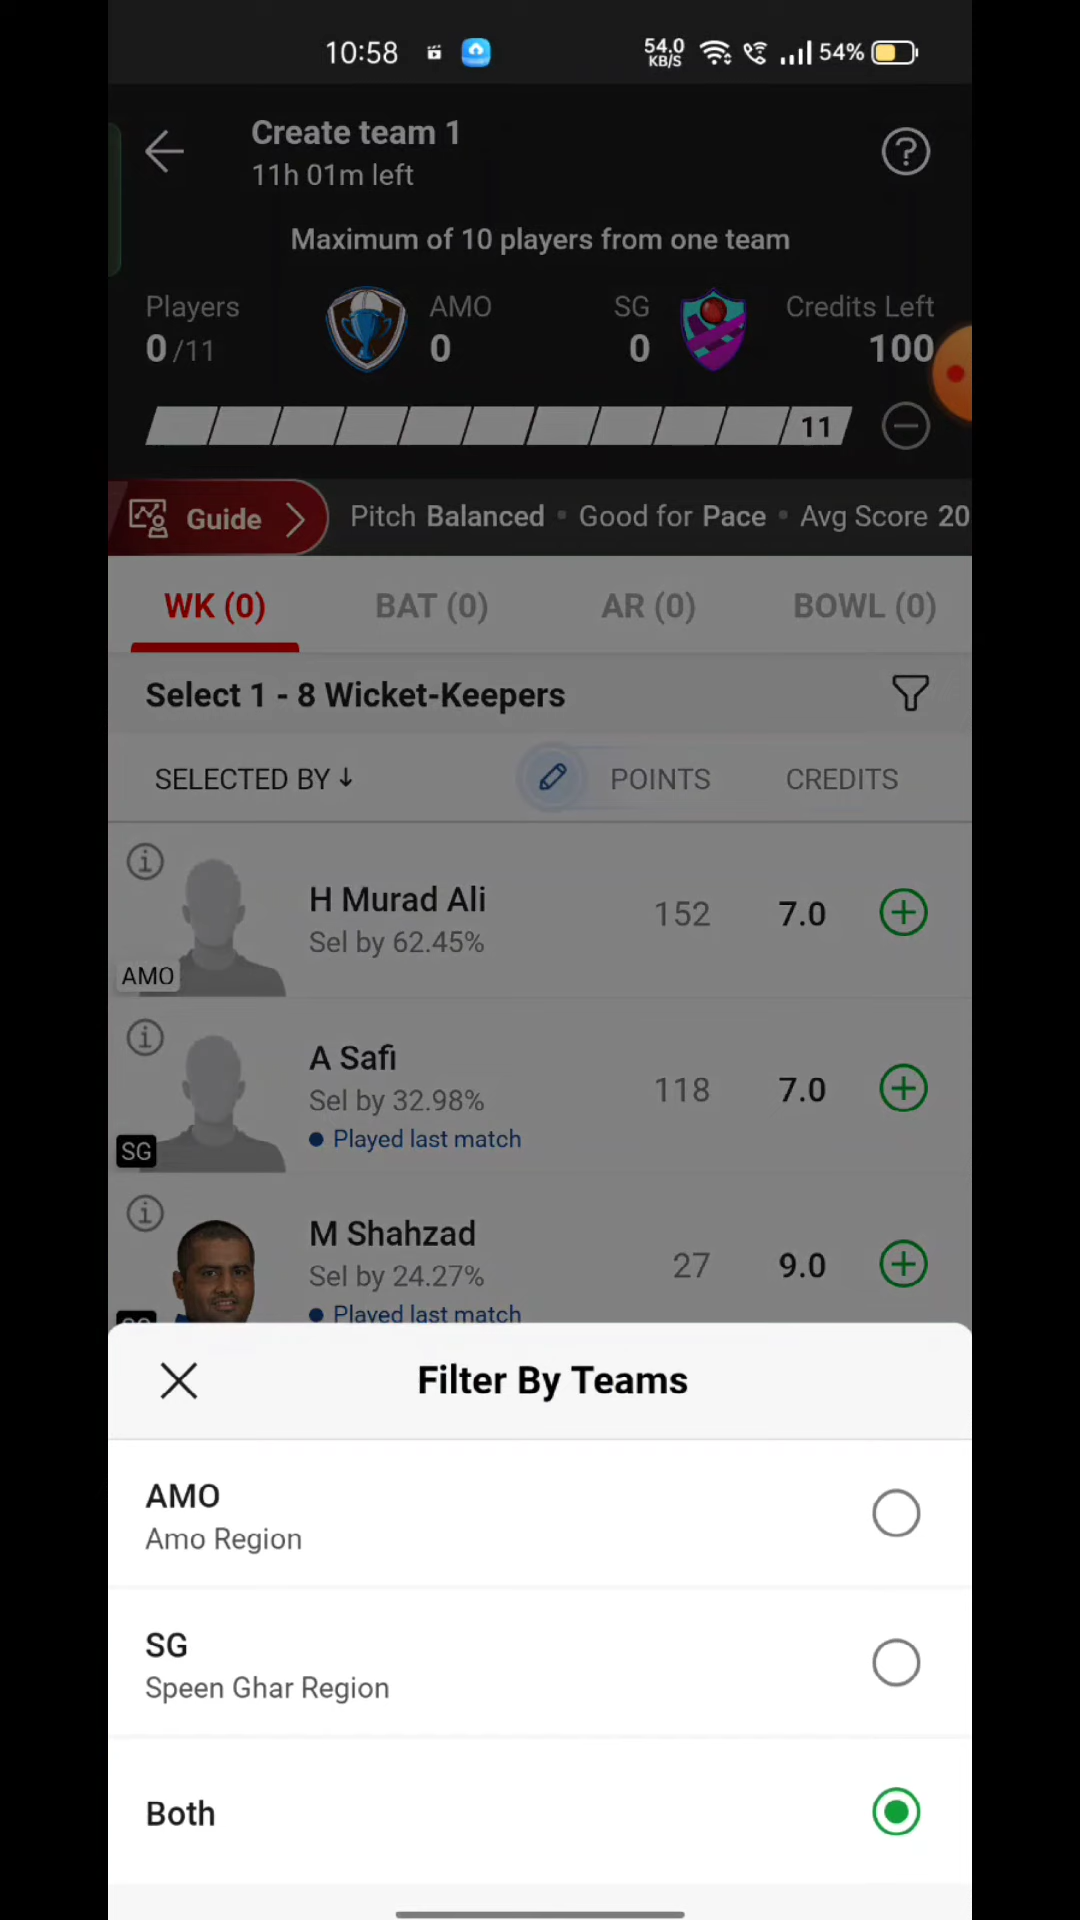 10:58
54.0
KB/S
54%
Create team 1
11h 01m left
Maximum of 10 players from one team
Players
0/11
AMO
0
SG
0
Credits Left
100
11
Guide
Pitch Balanced • Good for Pace • Avg Score 20
WK (0)
BAT (0)
AR (0)
BOWL (0)
Select 1 - 8 Wicket-Keepers
SELECTED BY ↓
POINTS
CREDITS
H Murad Ali
Sel by 62.45%
152
7.0
AMO
A Safi
Sel by 32.98%
Played last match
118
7.0
SG
M Shahzad
Sel by 24.27%
Played last match
27
9.0
Filter By Teams
AMO
Amo Region
SG
Speen Ghar Region
Both